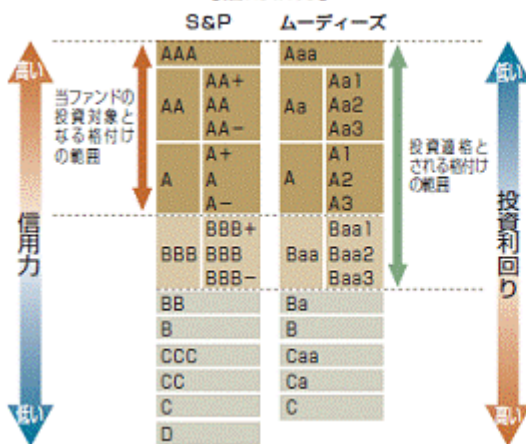 S&P ムーディーズ
高い
低い
AAA
Aaa
当ファンドの
投資対象と
なる格付け
の範囲
AA
AA+
AA
AA−
Aa
Aa1
Aa2
Aa3
投資適格と
される格付け
の範囲
A
A+
A
A−
A
A1
A2
A3
信用力
投資利回り
BBB
BBB+
BBB
BBB−
Baa
Baa1
Baa2
Baa3
BB
Ba
B
B
CCC
Caa
CC
Ca
C
C
D
低い
高い